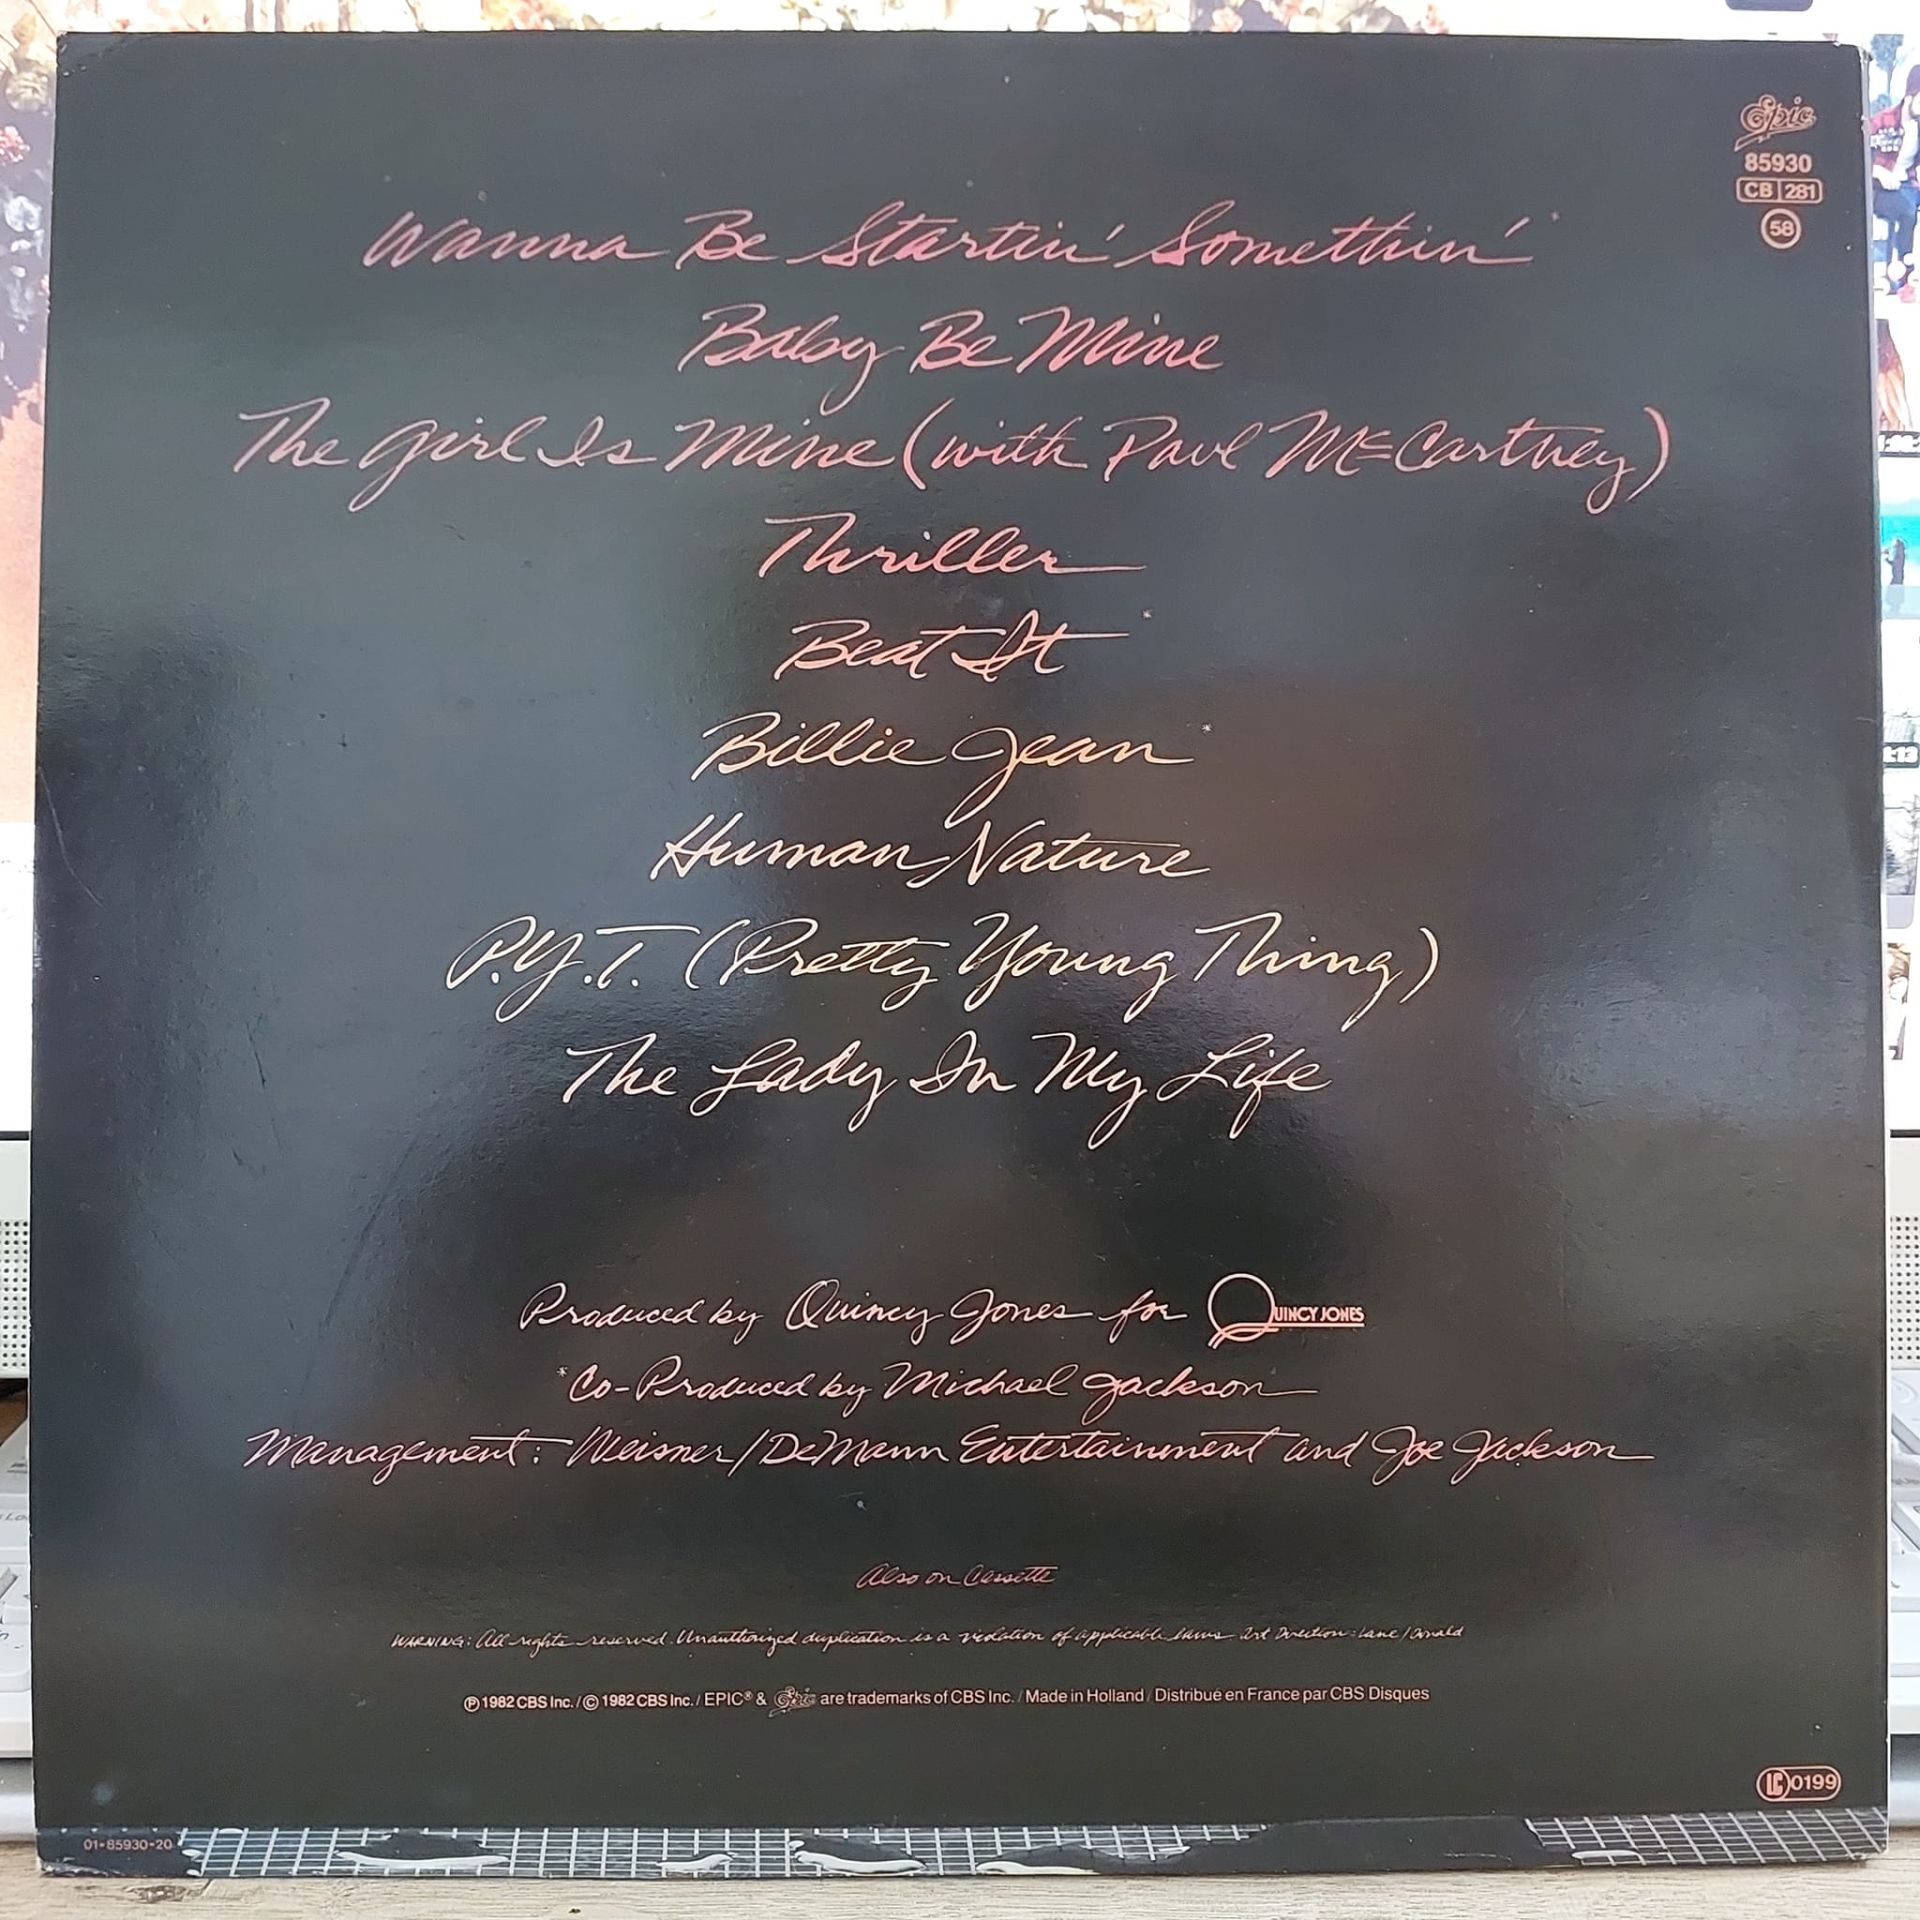 Epic
85930
CB 281
58
Wanna Be Startin' Somethin'*
Baby Be Mine
The Girl Is Mine (with Paul McCartney)
Thriller
Beat It*
Billie Jean*
Human Nature
P.Y.T. (Pretty Young Thing)
The Lady In My Life
Produced by Quincy Jones for QUINCY JONES
*Co-Produced by Michael Jackson
Management: Weisner/DeMann Entertainment and Joe Jackson
Also on Cassette
WARNING: All rights reserved. Unauthorized duplication is a violation of applicable laws. Art Direction: Lane/Donald
℗ 1982 CBS Inc. / © 1982 CBS Inc. / EPIC® & Epic are trademarks of CBS Inc. / Made in Holland / Distribué en France par CBS Disques
LC 0199
01-85930-20